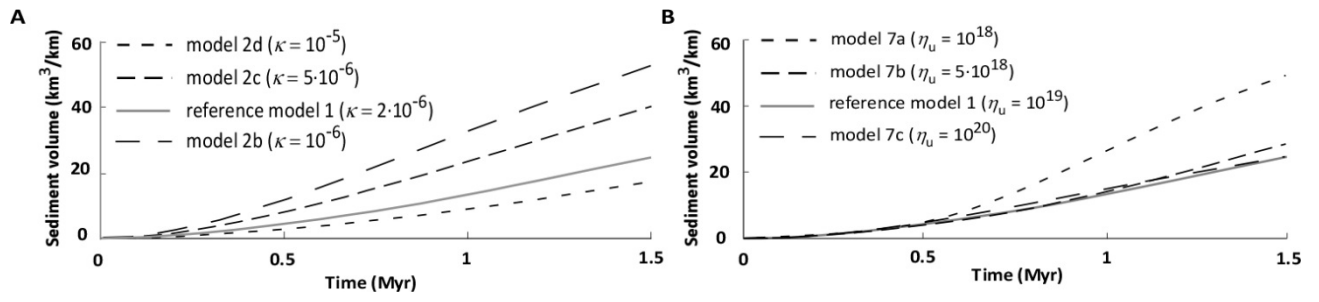 A
Sediment volume (km³/km)
60
40
20
0
model 2d (κ = 10⁻⁵)
model 2c (κ = 5·10⁻⁶)
reference model 1 (κ = 2·10⁻⁶)
model 2b (κ = 10⁻⁶)
0
0.5
1
1.5
Time (Myr)
B
Sediment volume (km³/km)
60
40
20
0
model 7a (ηᵤ = 10¹⁸)
model 7b (ηᵤ = 5·10¹⁸)
reference model 1 (ηᵤ = 10¹⁹)
model 7c (ηᵤ = 10²⁰)
0
0.5
1
1.5
Time (Myr)